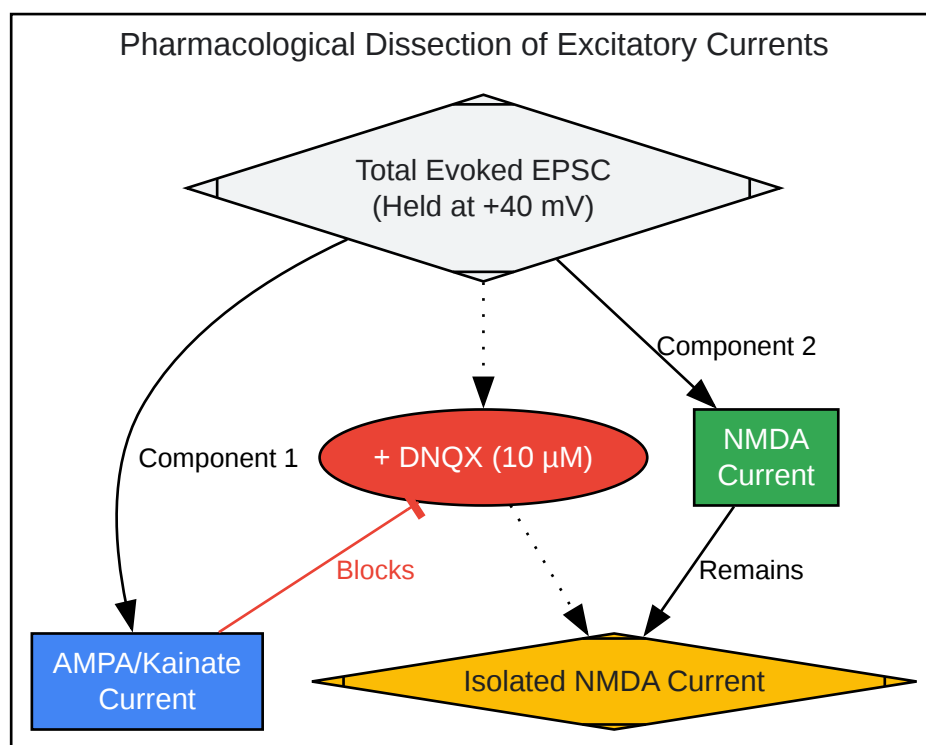 Pharmacological Dissection of Excitatory Currents
Total Evoked EPSC
(Held at +40 mV)
Component 2
Component 1
+ DNQX (10 µM)
NMDA
Current
Blocks
Remains
AMPA/Kainate
Current
Isolated NMDA Current